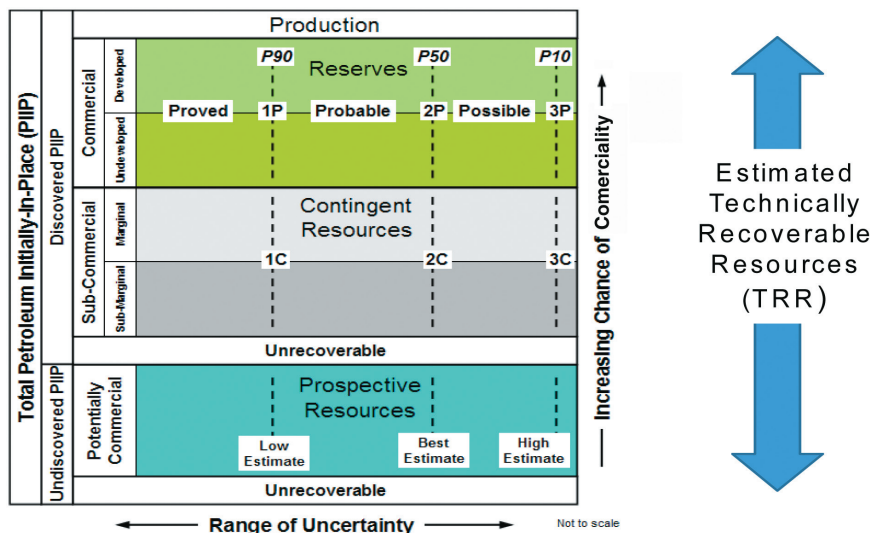 Total Petroleum Initially-In-Place (PIIP)
Discovered PIIP
Undiscovered PIIP
Commercial
Sub-Commercial
Potentially
Commercial
Developed
Undeveloped
Marginal
Sub-Marginal
Production
P90 P50 P10
Reserves
Proved 1P Probable 2P Possible 3P
Contingent
Resources
1C 2C 3C
Unrecoverable
Prospective
Resources
Low
Estimate
Best
Estimate
High
Estimate
Unrecoverable
Range of Uncertainty
Not to scale
Increasing Chance of Comerciality
Estimated
Technically
Recoverable
Resources
(TRR)